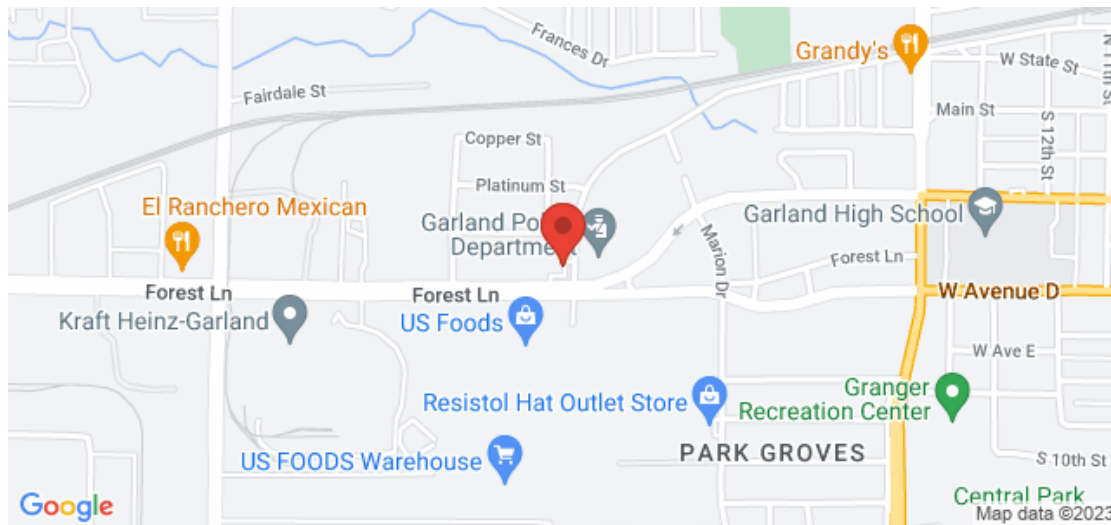 Frances Dr
Grandy's
W State St
Fairdale St
Main St
Copper St
S 12th St
Platinum St
El Ranchero Mexican
Garland Po
Department
Garland High School
Marion Dr
Forest Ln
Forest Ln
Forest Ln
W Avenue D
Kraft Heinz-Garland
US Foods
W Ave E
Resistol Hat Outlet Store
Granger
Recreation Center
PARK GROVES
US FOODS Warehouse
S 10th St
Central Park
Google
Map data ©2023